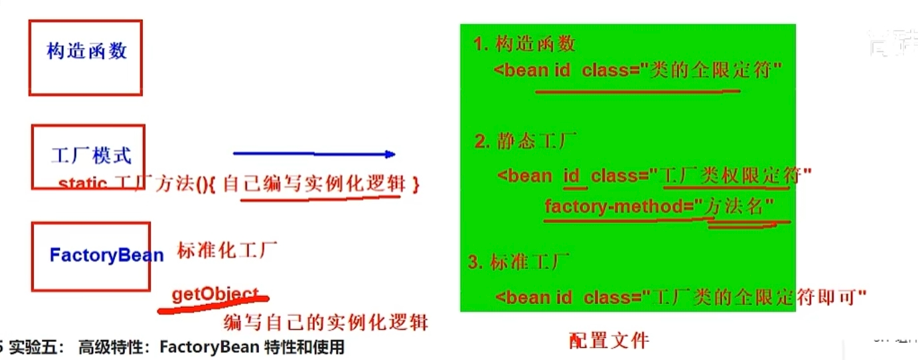 构造函数
工厂模式
static 工厂方法(){ 自己编写实例化逻辑 }
FactoryBean 标准化工厂
getObject
编写自己的实例化逻辑
1. 构造函数
<bean id class="类的全限定符"
2. 静态工厂
<bean id class="工厂类权限定符"
factory-method="方法名"
3. 标准工厂
<bean id class="工厂类的全限定符即可"
配置文件
5 实验五： 高级特性：FactoryBean 特性和使用